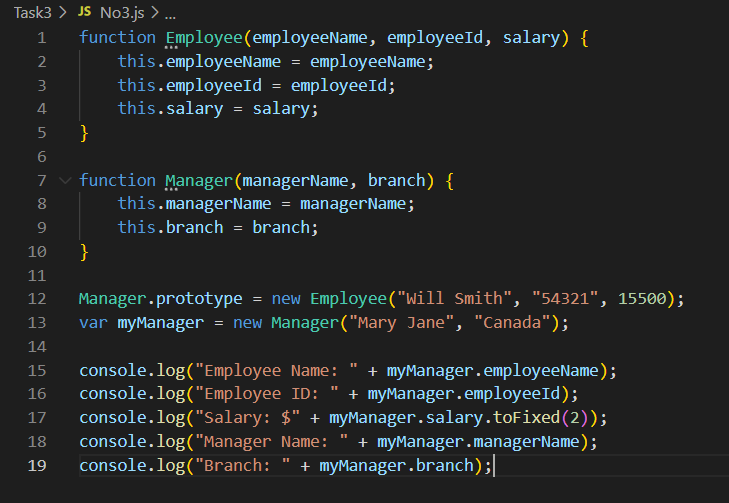 Task3 > JS No3.js > ...
1 function Employee(employeeName, employeeId, salary) {
2     this.employeeName = employeeName;
3     this.employeeId = employeeId;
4     this.salary = salary;
5 }
6
7 function Manager(managerName, branch) {
8     this.managerName = managerName;
9     this.branch = branch;
10 }
11
12 Manager.prototype = new Employee("Will Smith", "54321", 15500);
13 var myManager = new Manager("Mary Jane", "Canada");
14
15 console.log("Employee Name: " + myManager.employeeName);
16 console.log("Employee ID: " + myManager.employeeId);
17 console.log("Salary: $" + myManager.salary.toFixed(2));
18 console.log("Manager Name: " + myManager.managerName);
19 console.log("Branch: " + myManager.branch);